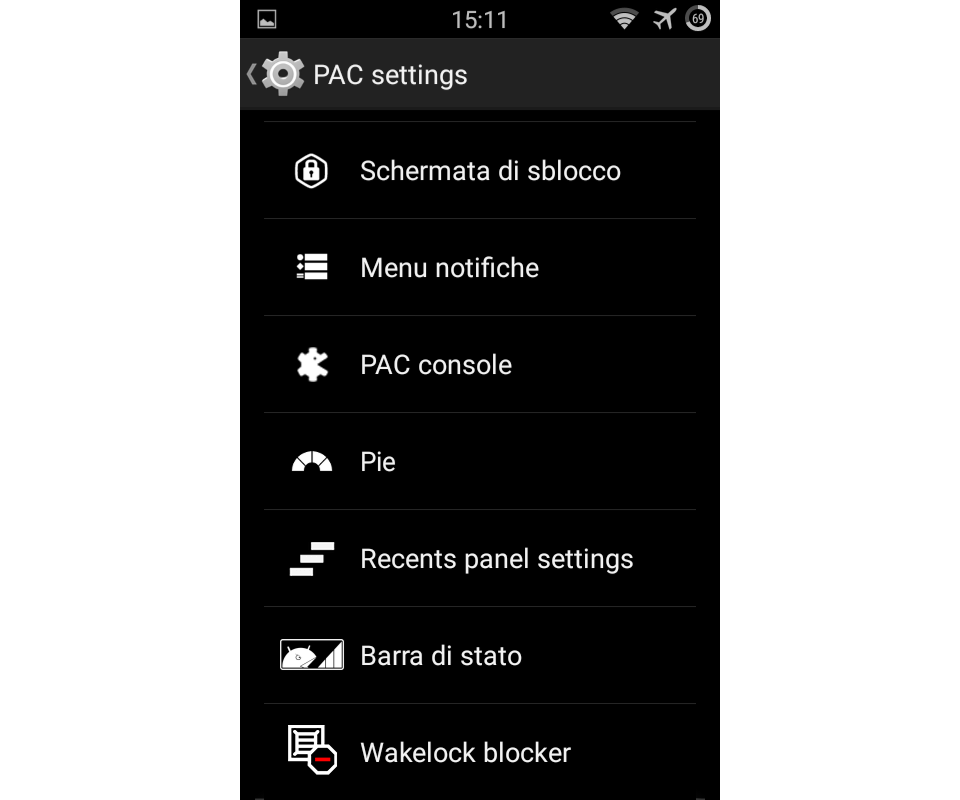 15:11
69
PAC settings
Schermata di sblocco
Menu notifiche
PAC console
Pie
Recents panel settings
Barra di stato
Wakelock blocker